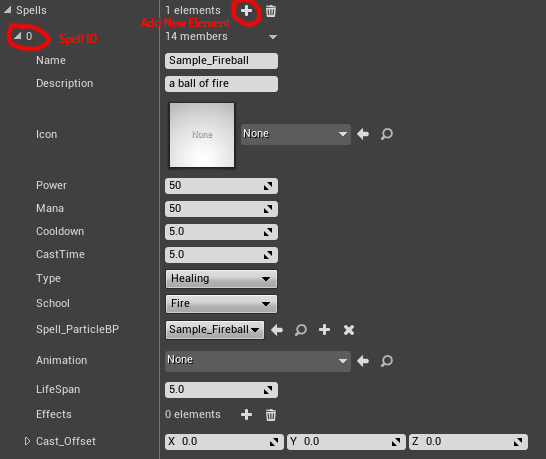 Spells 1 elements
Add New Element
0 Spell ID 14 members
Name Sample_Fireball
Description a ball of fire
Icon None None
Power 50
Mana 50
Cooldown 5.0
CastTime 5.0
Type Healing
School Fire
Spell_ParticleBP Sample_Fireball
Animation None
LifeSpan 5.0
Effects 0 elements
Cast_Offset X 0.0 Y 0.0 Z 0.0